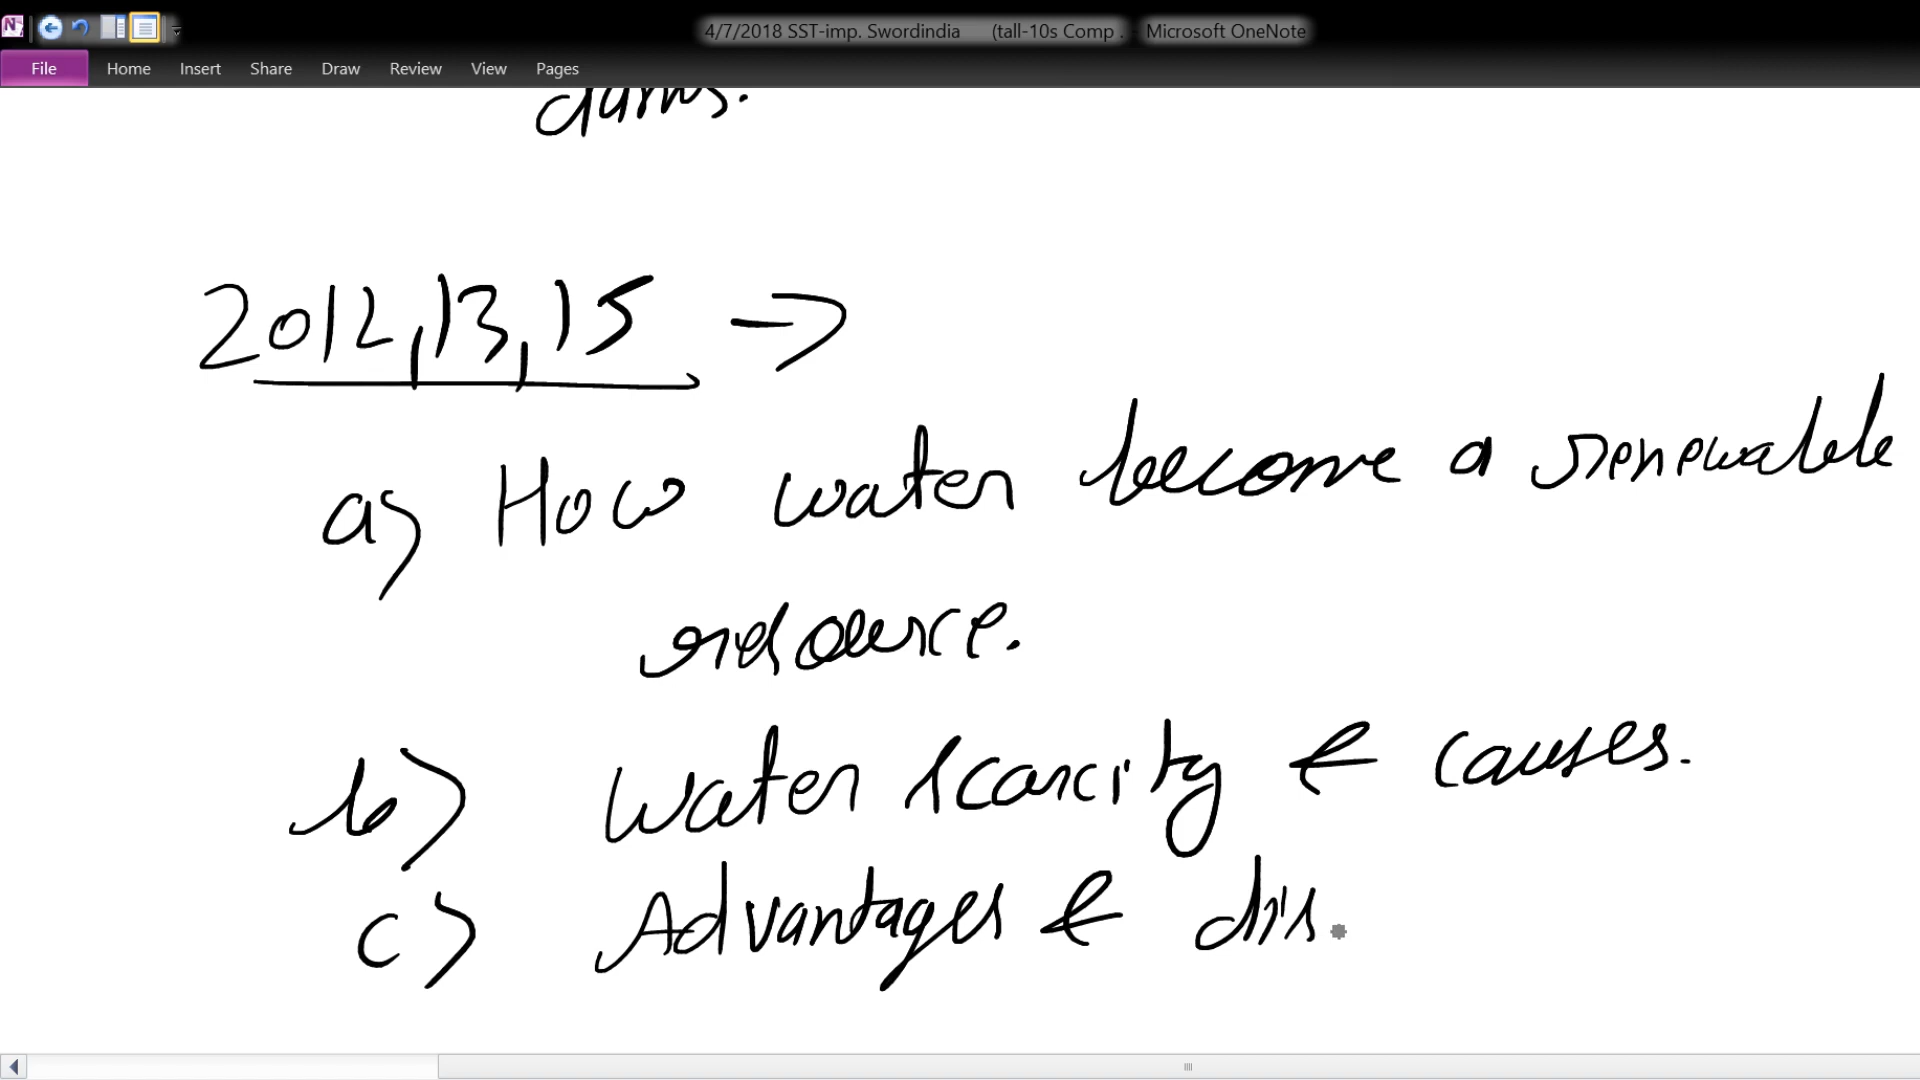 4/7/2018 SST-imp. Swordindia (tall-10s Comp . - Microsoft OneNote
File Home Insert Share Draw Review View Pages
dams.
2012,13,15 →
a) How water become a renewable
resource.
b) Water scarcity & causes.
c) Advantages & dis.